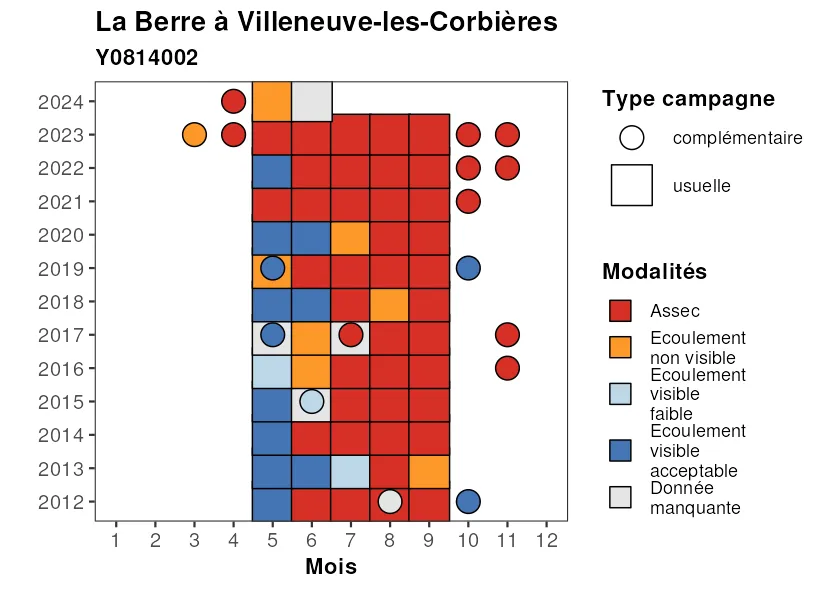 La Berre à Villeneuve-les-Corbières
Y0814002
2024
2023
2022
2021
2020
2019
2018
2017
2016
2015
2014
2013
2012
1 2 3 4 5 6 7 8 9 10 11 12
Mois
Type campagne
complémentaire
usuelle
Modalités
Assec
Ecoulement
non visible
Ecoulement
visible
faible
Ecoulement
visible
acceptable
Donnée
manquante